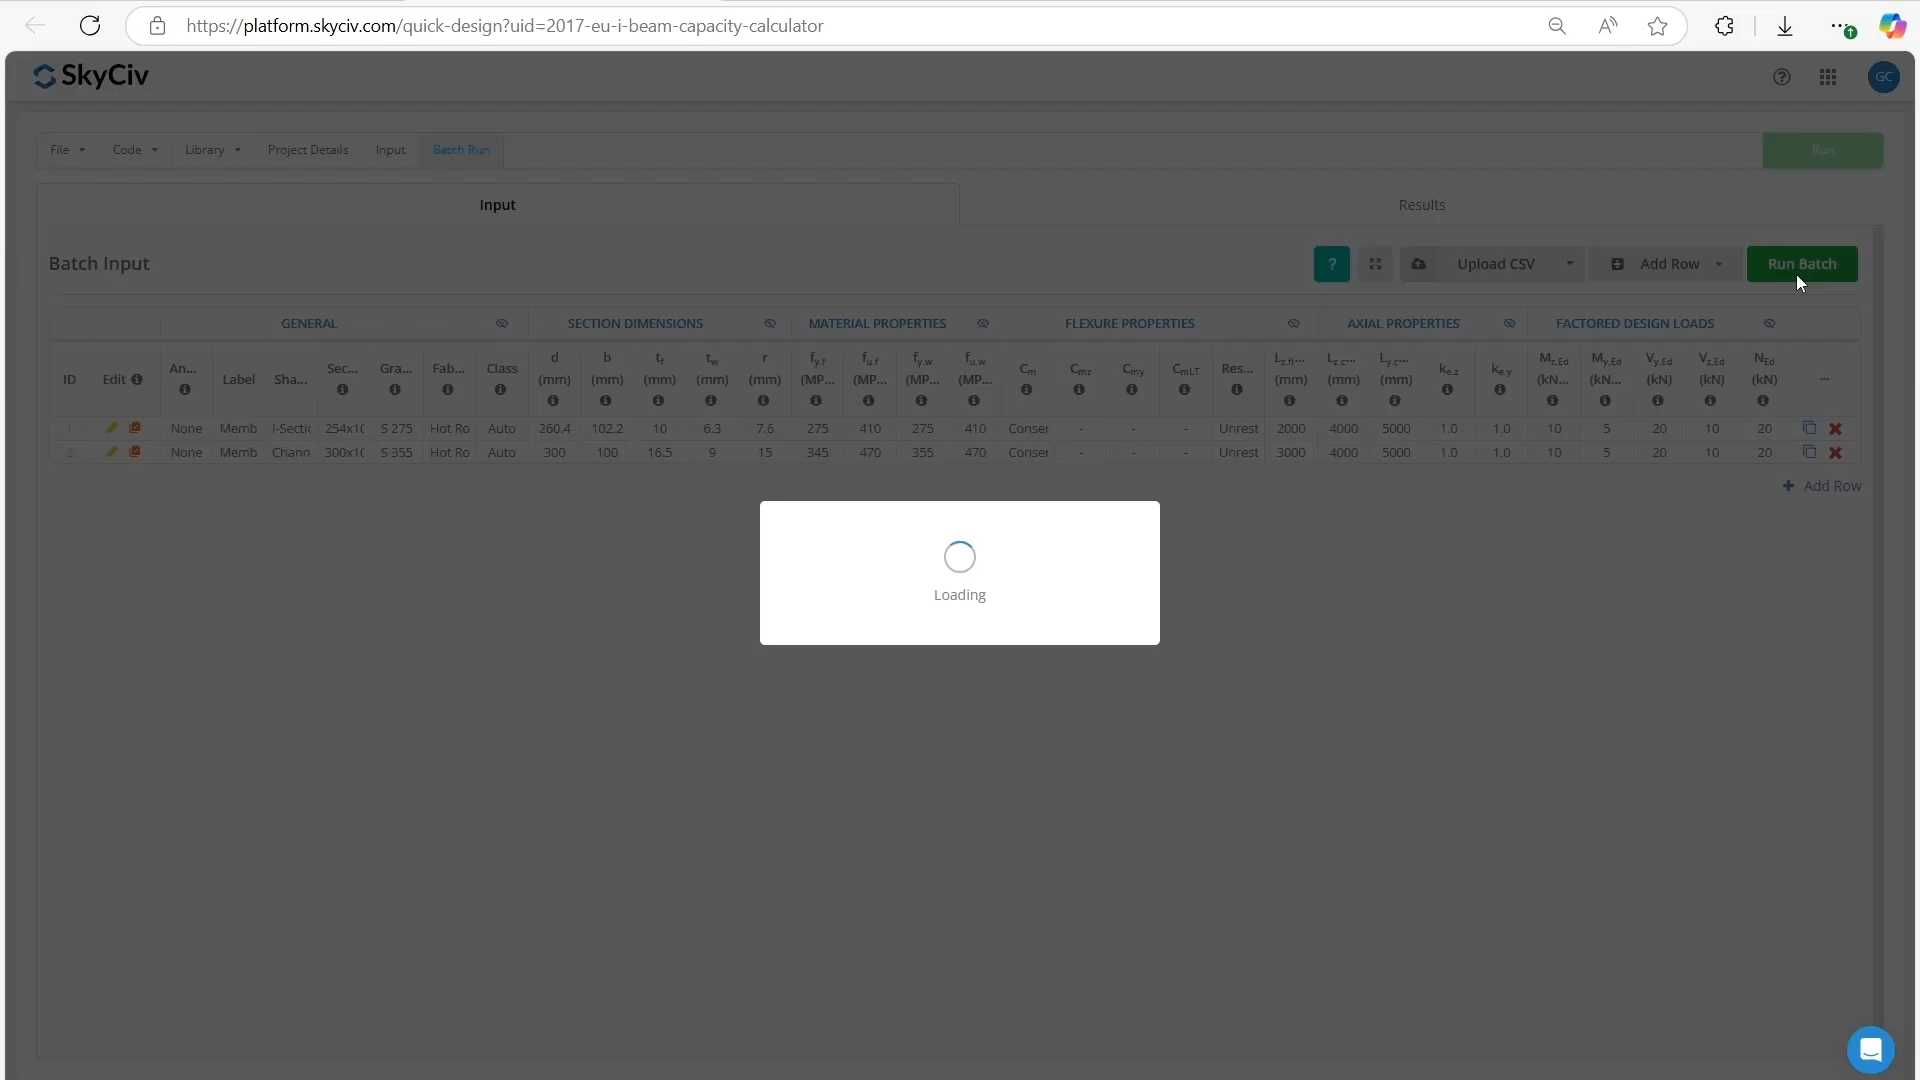 https://platform.skyciv.com/quick-design?uid=2017-eu-i-beam-capacity-calculator
SkyCiv
GC
File Code Library Project Details Input Batch Run Run
Input Results
Batch Input ? Upload CSV Add Row Run Batch
GENERAL SECTION DIMENSIONS MATERIAL PROPERTIES FLEXURE PROPERTIES AXIAL PROPERTIES FACTORED DESIGN LOADS
ID Edit An... Label Sha... Sec... Gra... Fab... Class d (mm) b (mm) tf (mm) tw (mm) r (mm) fy,f (MP... fu,f (MP... fy,w (MP... fu,w (MP... Cm Cmz Cmy CmLT Res... Lz,fl... (mm) Lz,c... (mm) Ly,c... (mm) ke,z ke,y Mz,Ed (kN... My,Ed (kN... Vy,Ed (kN) Vz,Ed (kN) NEd (kN) ...
1 None Memb I-Sectic 254x1( S 275 Hot Ro Auto 260.4 102.2 10 6.3 7.6 275 410 275 410 Conser - - - Unrest 2000 4000 5000 1.0 1.0 10 5 20 10 20
2 None Memb Chann 300x1( S 355 Hot Ro Auto 300 100 16.5 9 15 345 470 355 470 Conser - - - Unrest 3000 4000 5000 1.0 1.0 10 5 20 10 20
+ Add Row
Loading